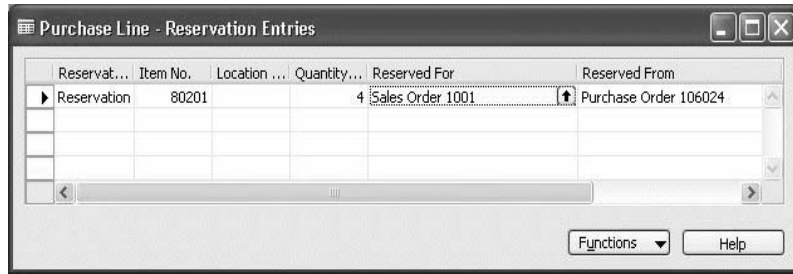 Purchase Line - Reservation Entries
Reservat... Item No. Location ... Quantity... Reserved For Reserved From
Reservation 80201 4 Sales Order 1001 Purchase Order 106024
Functions Help